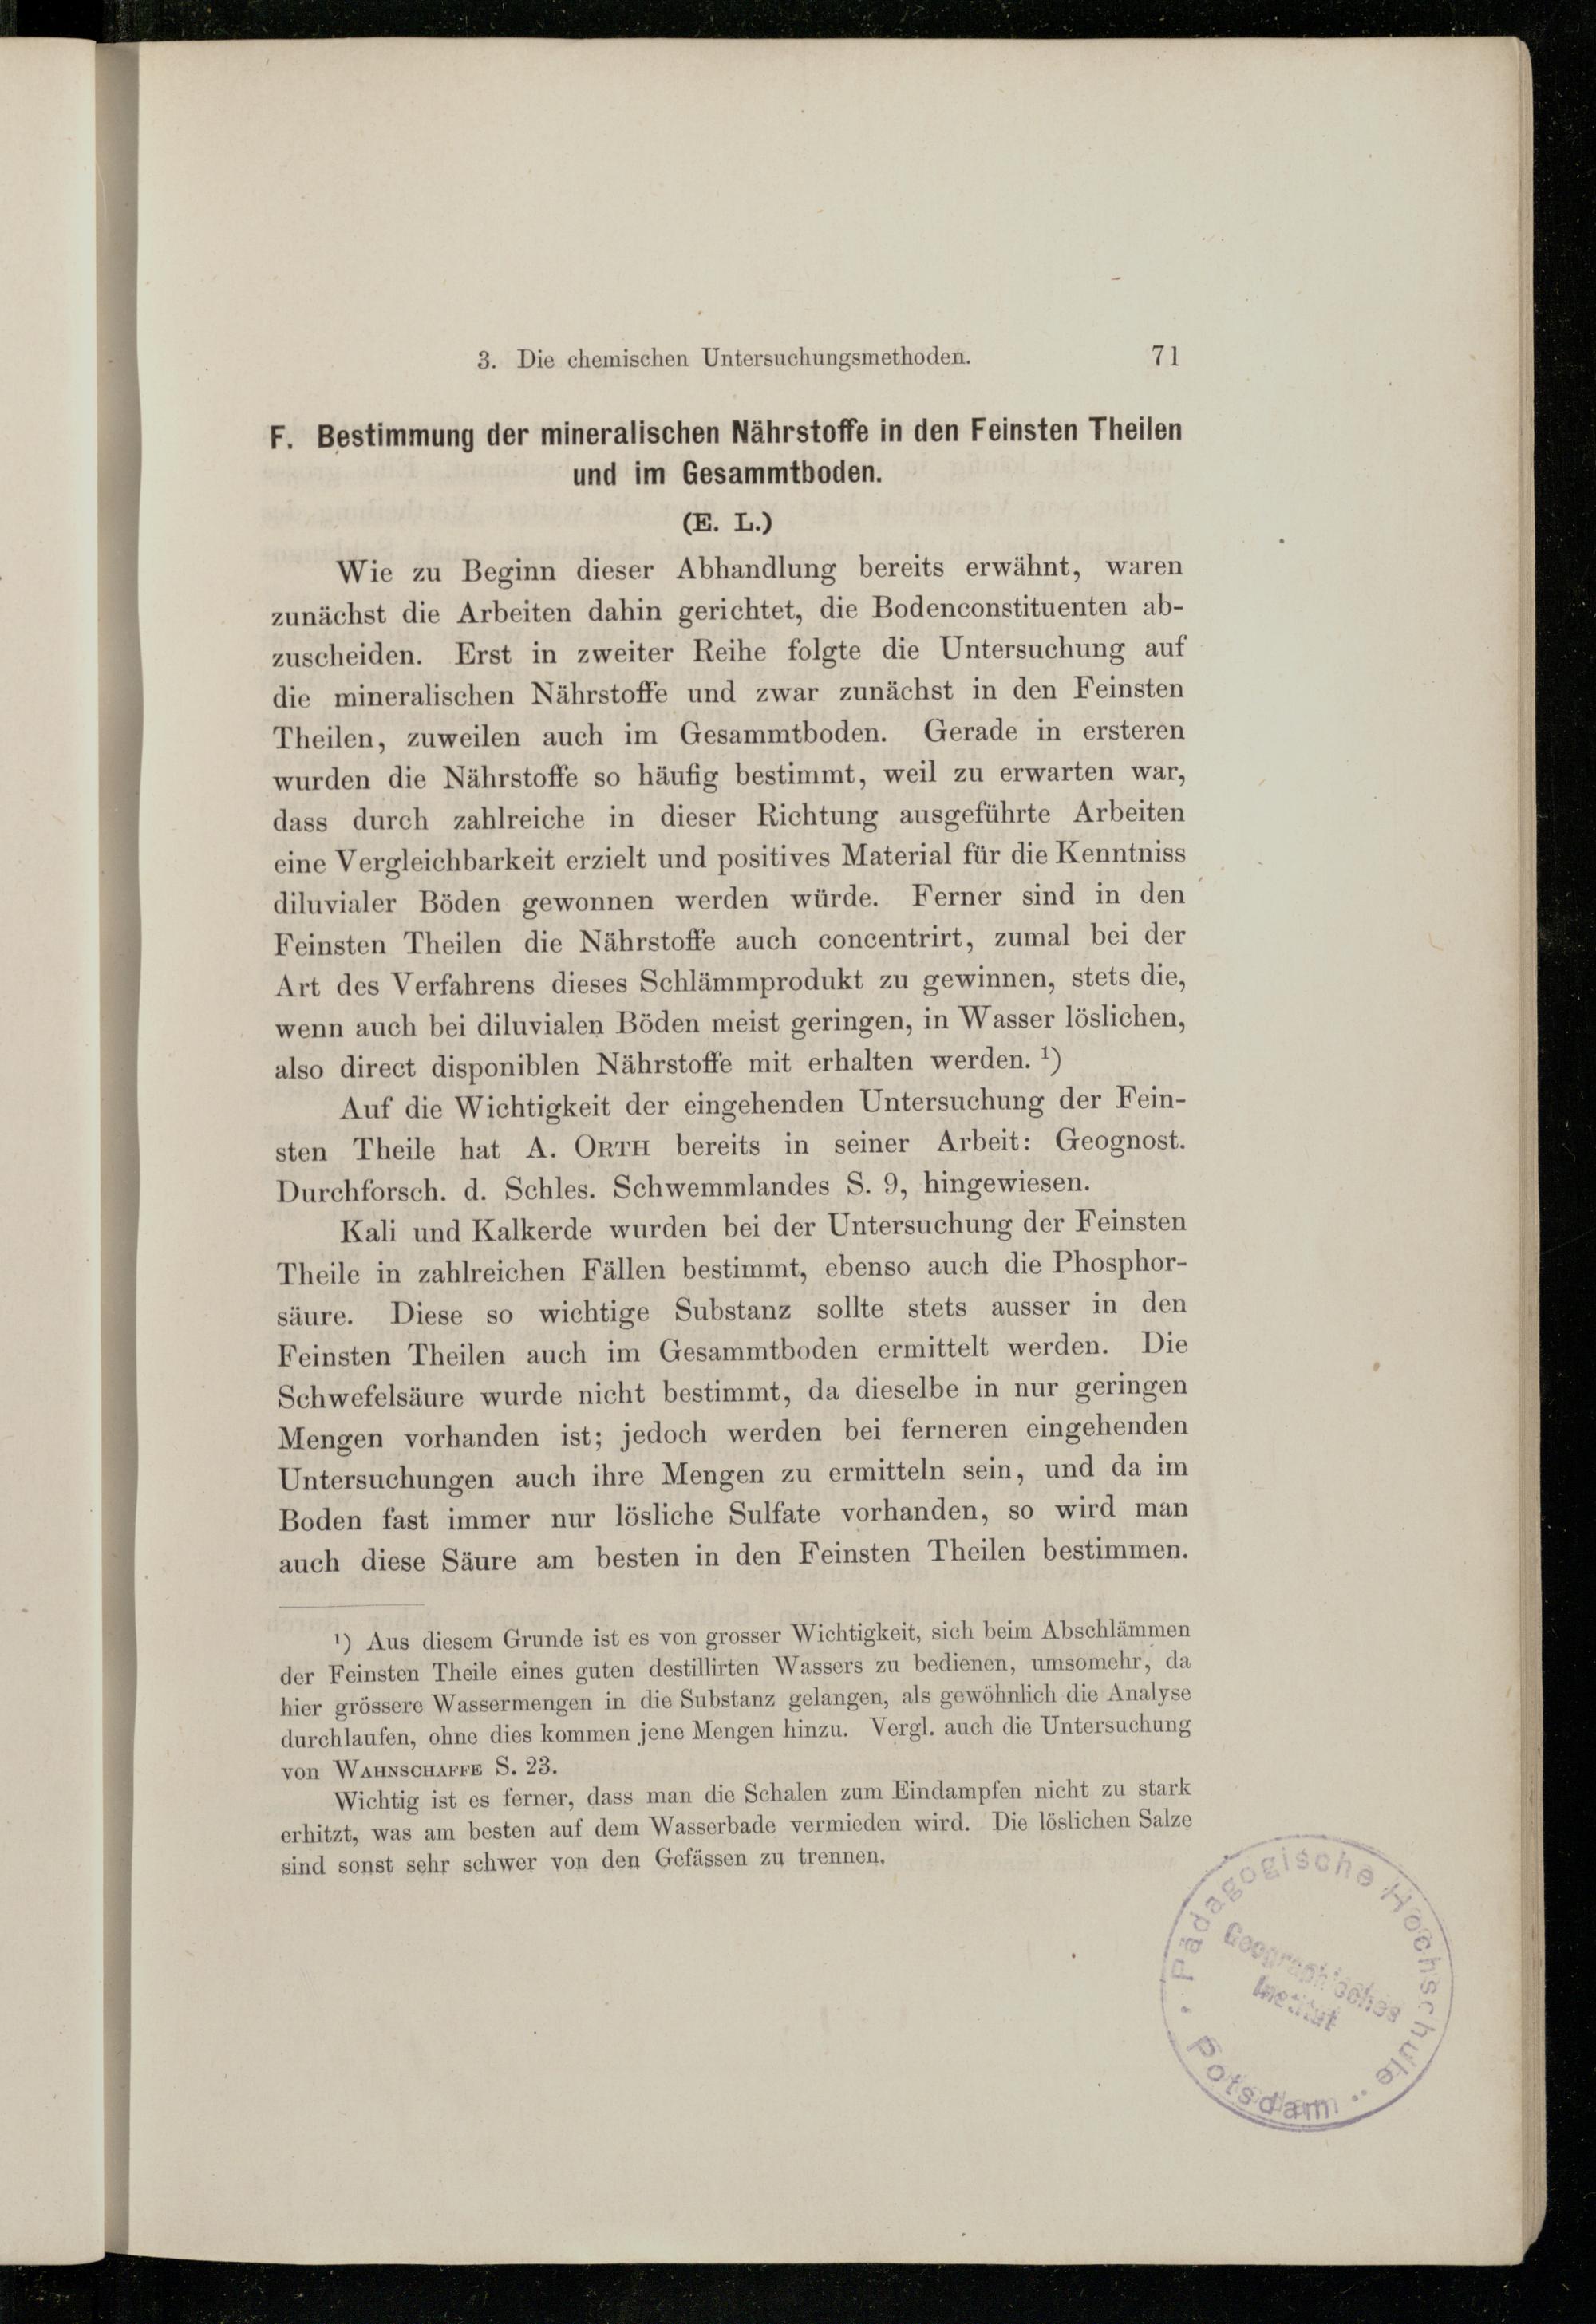 3. Die chemischen Untersuchungsmethoden. 71
F. Bestimmung der mineralischen Nährstoffe in den Feinsten Theilen
und im Gesammtboden.
(E. L.)
Wie zu Beginn dieser Abhandlung bereits erwähnt, waren
zunächst die Arbeiten dahin gerichtet, die Bodenconstituenten ab-
zuscheiden. Erst in zweiter Reihe folgte die Untersuchung auf
die mineralischen Nährstoffe und zwar zunächst in den Feinsten
Theilen, zuweilen auch im Gesammtboden. Gerade in ersteren
wurden die Nährstoffe so häufig bestimmt, weil zu erwarten war,
dass durch zahlreiche in dieser Richtung ausgeführte Arbeiten
eine Vergleichbarkeit erzielt und positives Material für die Kenntniss
diluvialer Böden gewonnen werden würde. Ferner sind in den
Feinsten Theilen die Nährstoffe auch concentrirt, zumal bei der
Art des Verfahrens dieses Schlämmprodukt zu gewinnen, stets die,
wenn auch bei diluvialen Böden meist geringen, in Wasser löslichen,
also direct disponiblen Nährstoffe mit erhalten werden. ¹)
Auf die Wichtigkeit der eingehenden Untersuchung der Fein-
sten Theile hat A. ORTH bereits in seiner Arbeit: Geognost.
Durchforsch. d. Schles. Schwemmlandes S. 9, hingewiesen.
Kali und Kalkerde wurden bei der Untersuchung der Feinsten
Theile in zahlreichen Fällen bestimmt, ebenso auch die Phosphor-
säure. Diese so wichtige Substanz sollte stets ausser in den
Feinsten Theilen auch im Gesammtboden ermittelt werden. Die
Schwefelsäure wurde nicht bestimmt, da dieselbe in nur geringen
Mengen vorhanden ist; jedoch werden bei ferneren eingehenden
Untersuchungen auch ihre Mengen zu ermitteln sein, und da im
Boden fast immer nur lösliche Sulfate vorhanden, so wird man
auch diese Säure am besten in den Feinsten Theilen bestimmen.
¹) Aus diesem Grunde ist es von grosser Wichtigkeit, sich beim Abschlämmen
der Feinsten Theile eines guten destillirten Wassers zu bedienen, umsomehr, da
hier grössere Wassermengen in die Substanz gelangen, als gewöhnlich die Analyse
durchlaufen, ohne dies kommen jene Mengen hinzu. Vergl. auch die Untersuchung
von WAHNSCHAFFE S. 23.
Wichtig ist es ferner, dass man die Schalen zum Eindampfen nicht zu stark
erhitzt, was am besten auf dem Wasserbade vermieden wird. Die löslichen Salze
sind sonst sehr schwer von den Gefässen zu trennen.
Pädagogische Hochschule
Geographisches
Institut
Potsdam